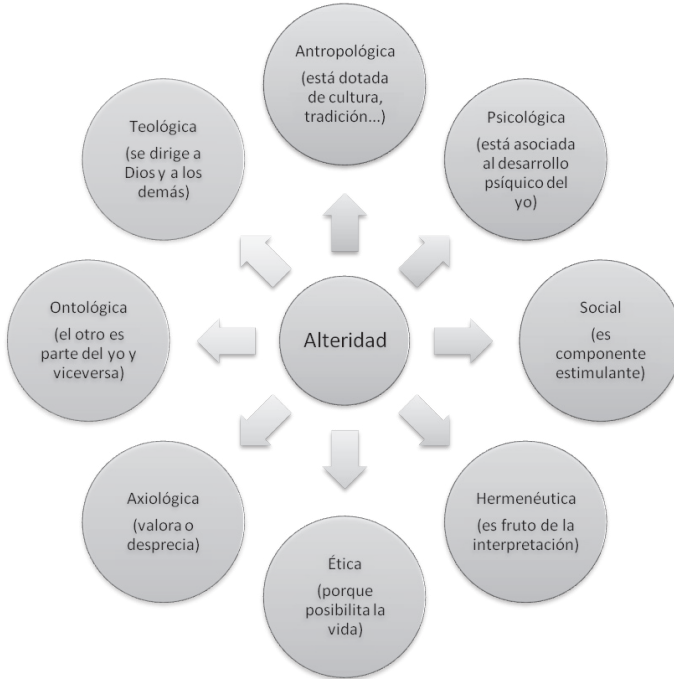 Antropológica
(está dotada
de cultura,
tradición...)
Psicológica
(está asociada
al desarrollo
psíquico del
yo)
Social
(es
componente
estimulante)
Hermenéutica
(es fruto de la
interpretación)
Ética
(porque
posibilita la
vida)
Axiológica
(valora o
desprecia)
Ontológica
(el otro es
parte del yo y
viceversa)
Teológica
(se dirige a
Dios y a los
demás)
Alteridad